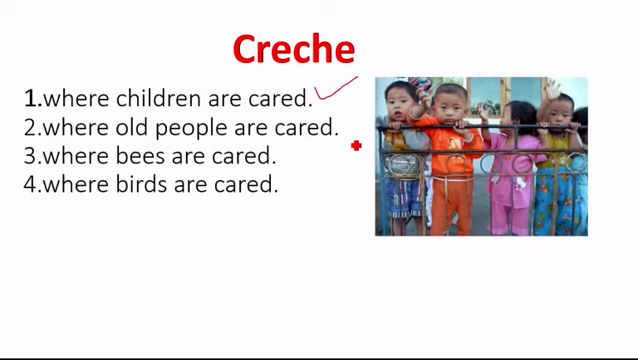 Creche
1.where children are cared.
2.where old people are cared.
3.where bees are cared.
4.where birds are cared.